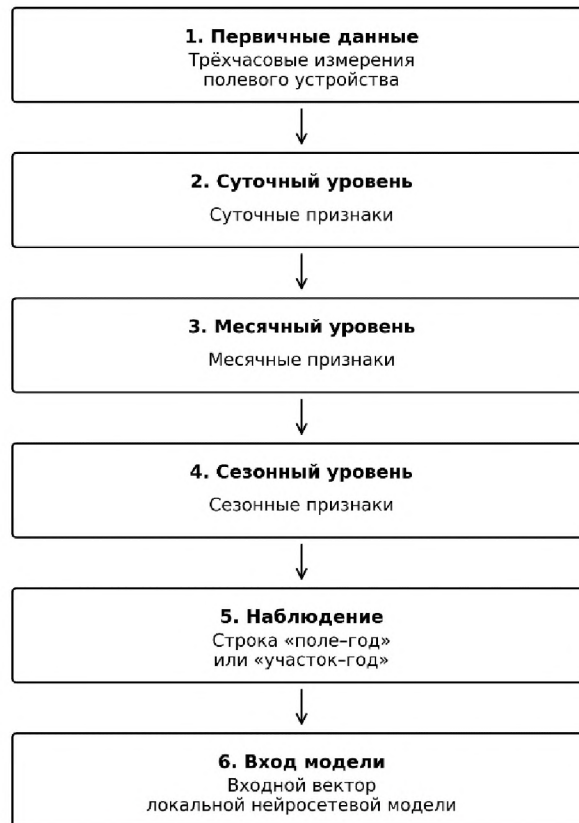 1. Первичные данные
Трёхчасовые измерения
полевого устройства
2. Суточный уровень
Суточные признаки
3. Месячный уровень
Месячные признаки
4. Сезонный уровень
Сезонные признаки
5. Наблюдение
Строка «поле–год»
или «участок–год»
6. Вход модели
Входной вектор
локальной нейросетевой модели